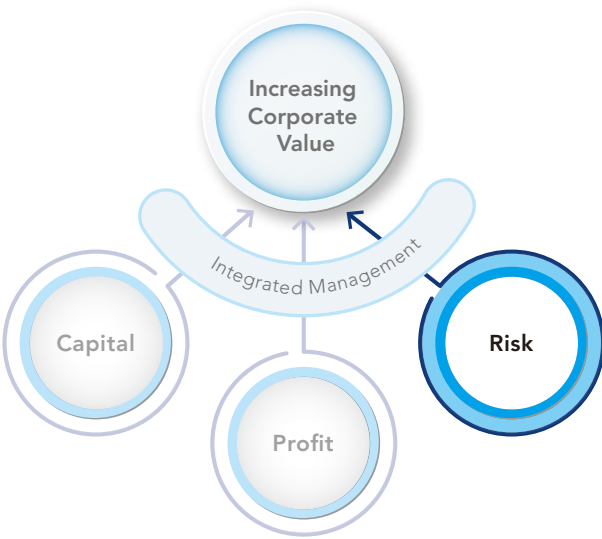 Increasing
Corporate
Value
Integrated Management
Capital
Risk
Profit